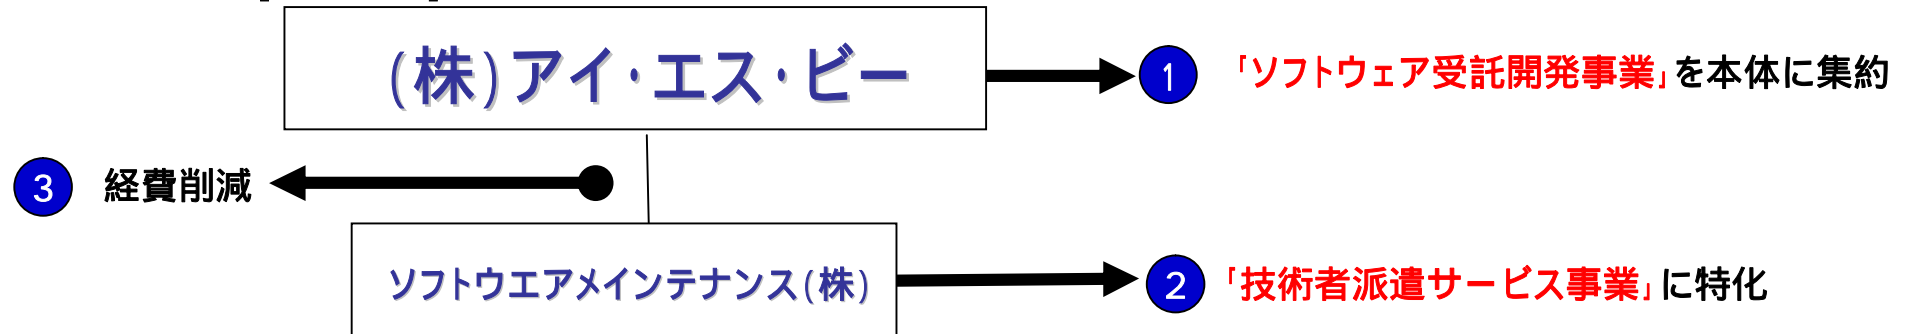 (株)アイ・エス・ビー
1 「ソフトウェア受託開発事業」を本体に集約
3 経費削減
ソフトウエアメインテナンス(株)
2 「技術者派遣サービス事業」に特化